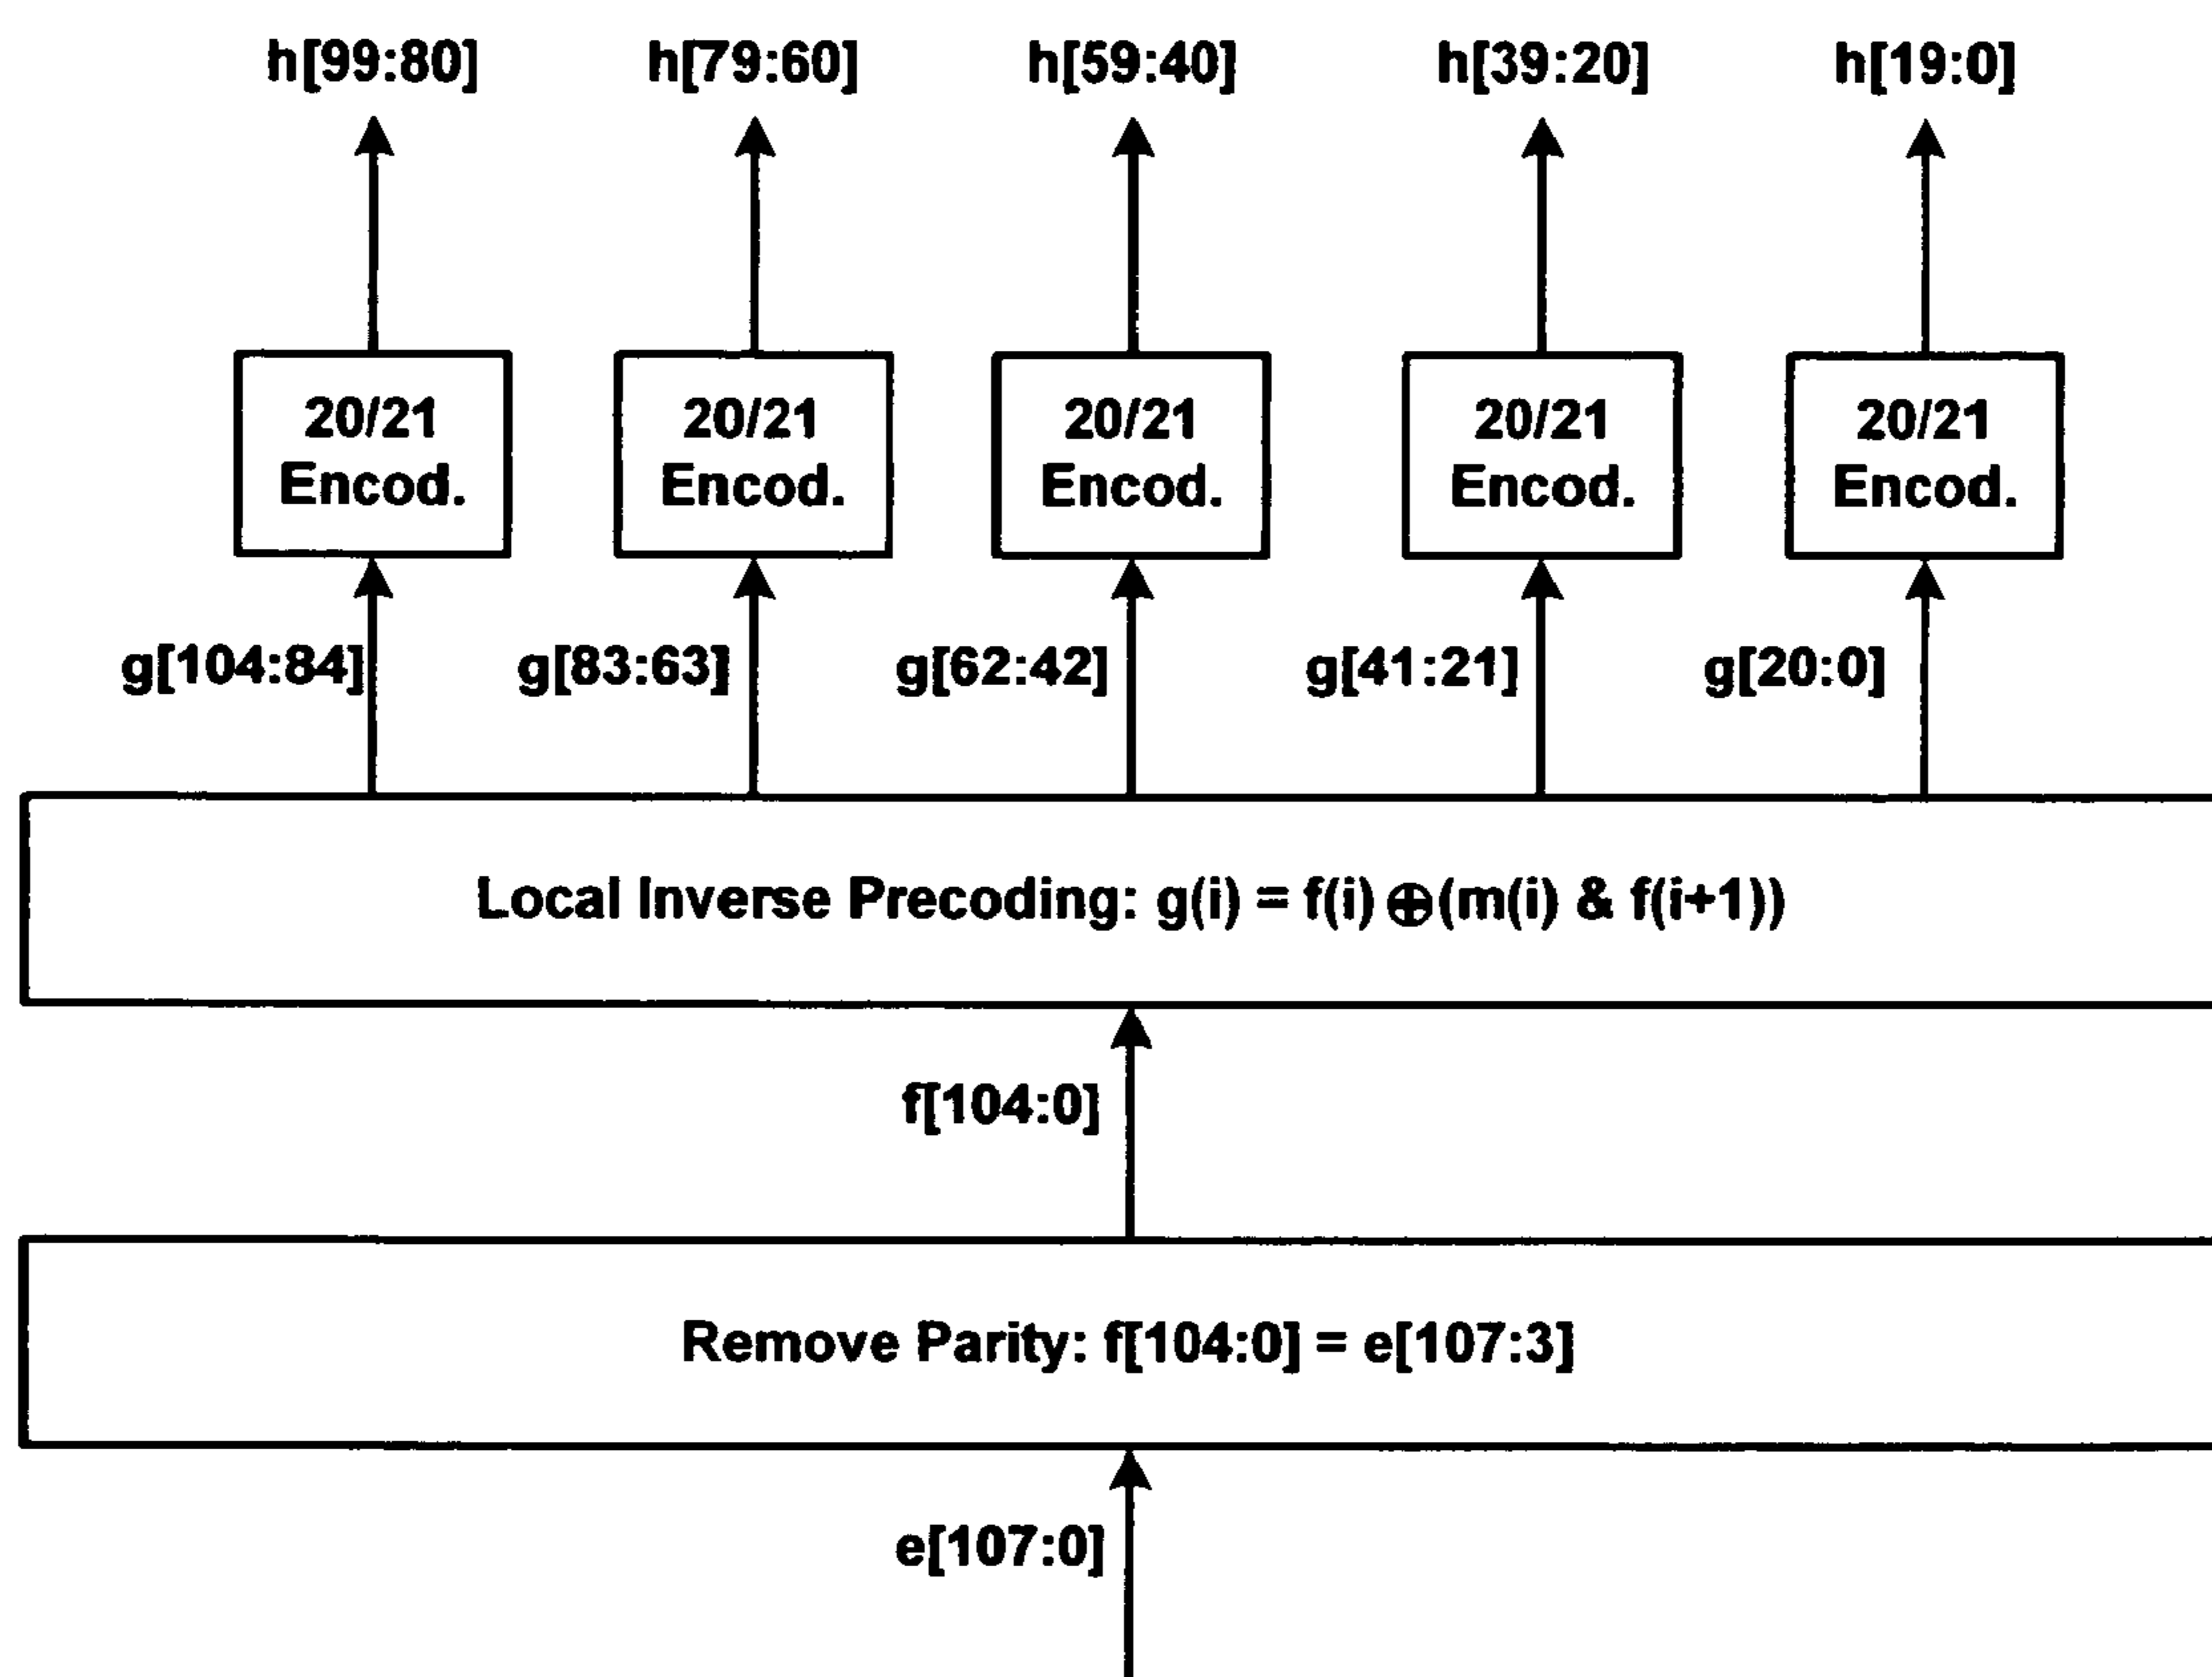 h[99:80] h[79:60] h[59:40] h[39:20] h[19:0]
20/21 20/21 20/21 20/21 20/21
Encod. Encod. Encod. Encod. Encod.
g[104:84] g[83:63] g[62:42] g[41:21] g[20:0]
Local Inverse Precoding: g(i) = f(i) ⊕(m(i) & f(i+1))
f[104:0]
Remove Parity: f[104:0] = e[107:3]
e[107:0]